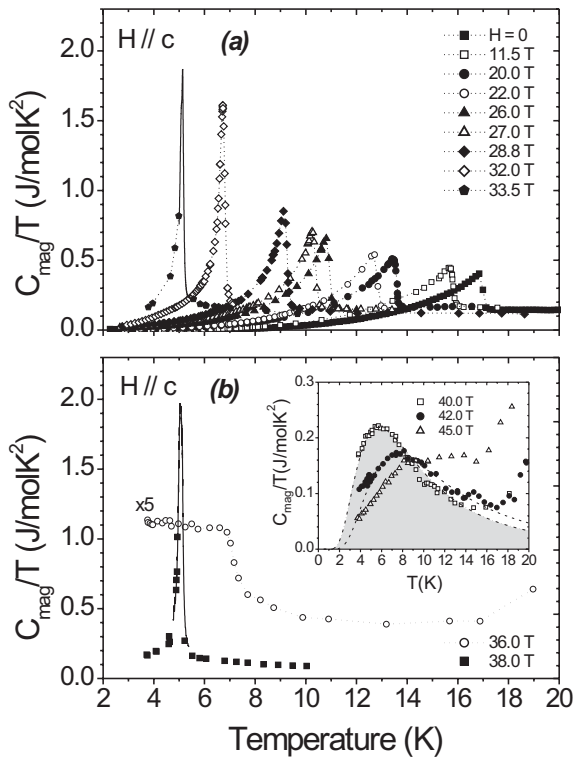 H // c (a)
H = 0
11.5 T
20.0 T
22.0 T
26.0 T
27.0 T
28.8 T
32.0 T
33.5 T
2.0
1.5
1.0
0.5
0.0
C_mag/T (J/molK²)
H // c (b)
x5
36.0 T
38.0 T
2.0
1.5
1.0
0.5
0.0
C_mag/T (J/molK²)
40.0 T
42.0 T
45.0 T
0.3
0.2
0.1
0.0
C_mag/T(J/molK²)
0 2 4 6 8 10 12 14 16 18 20
T(K)
2 4 6 8 10 12 14 16 18 20
Temperature (K)